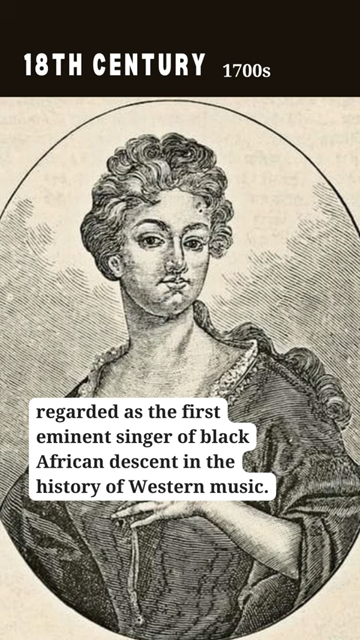 18TH CENTURY 1700s
regarded as the first
eminent singer of black
African descent in the
history of Western music.